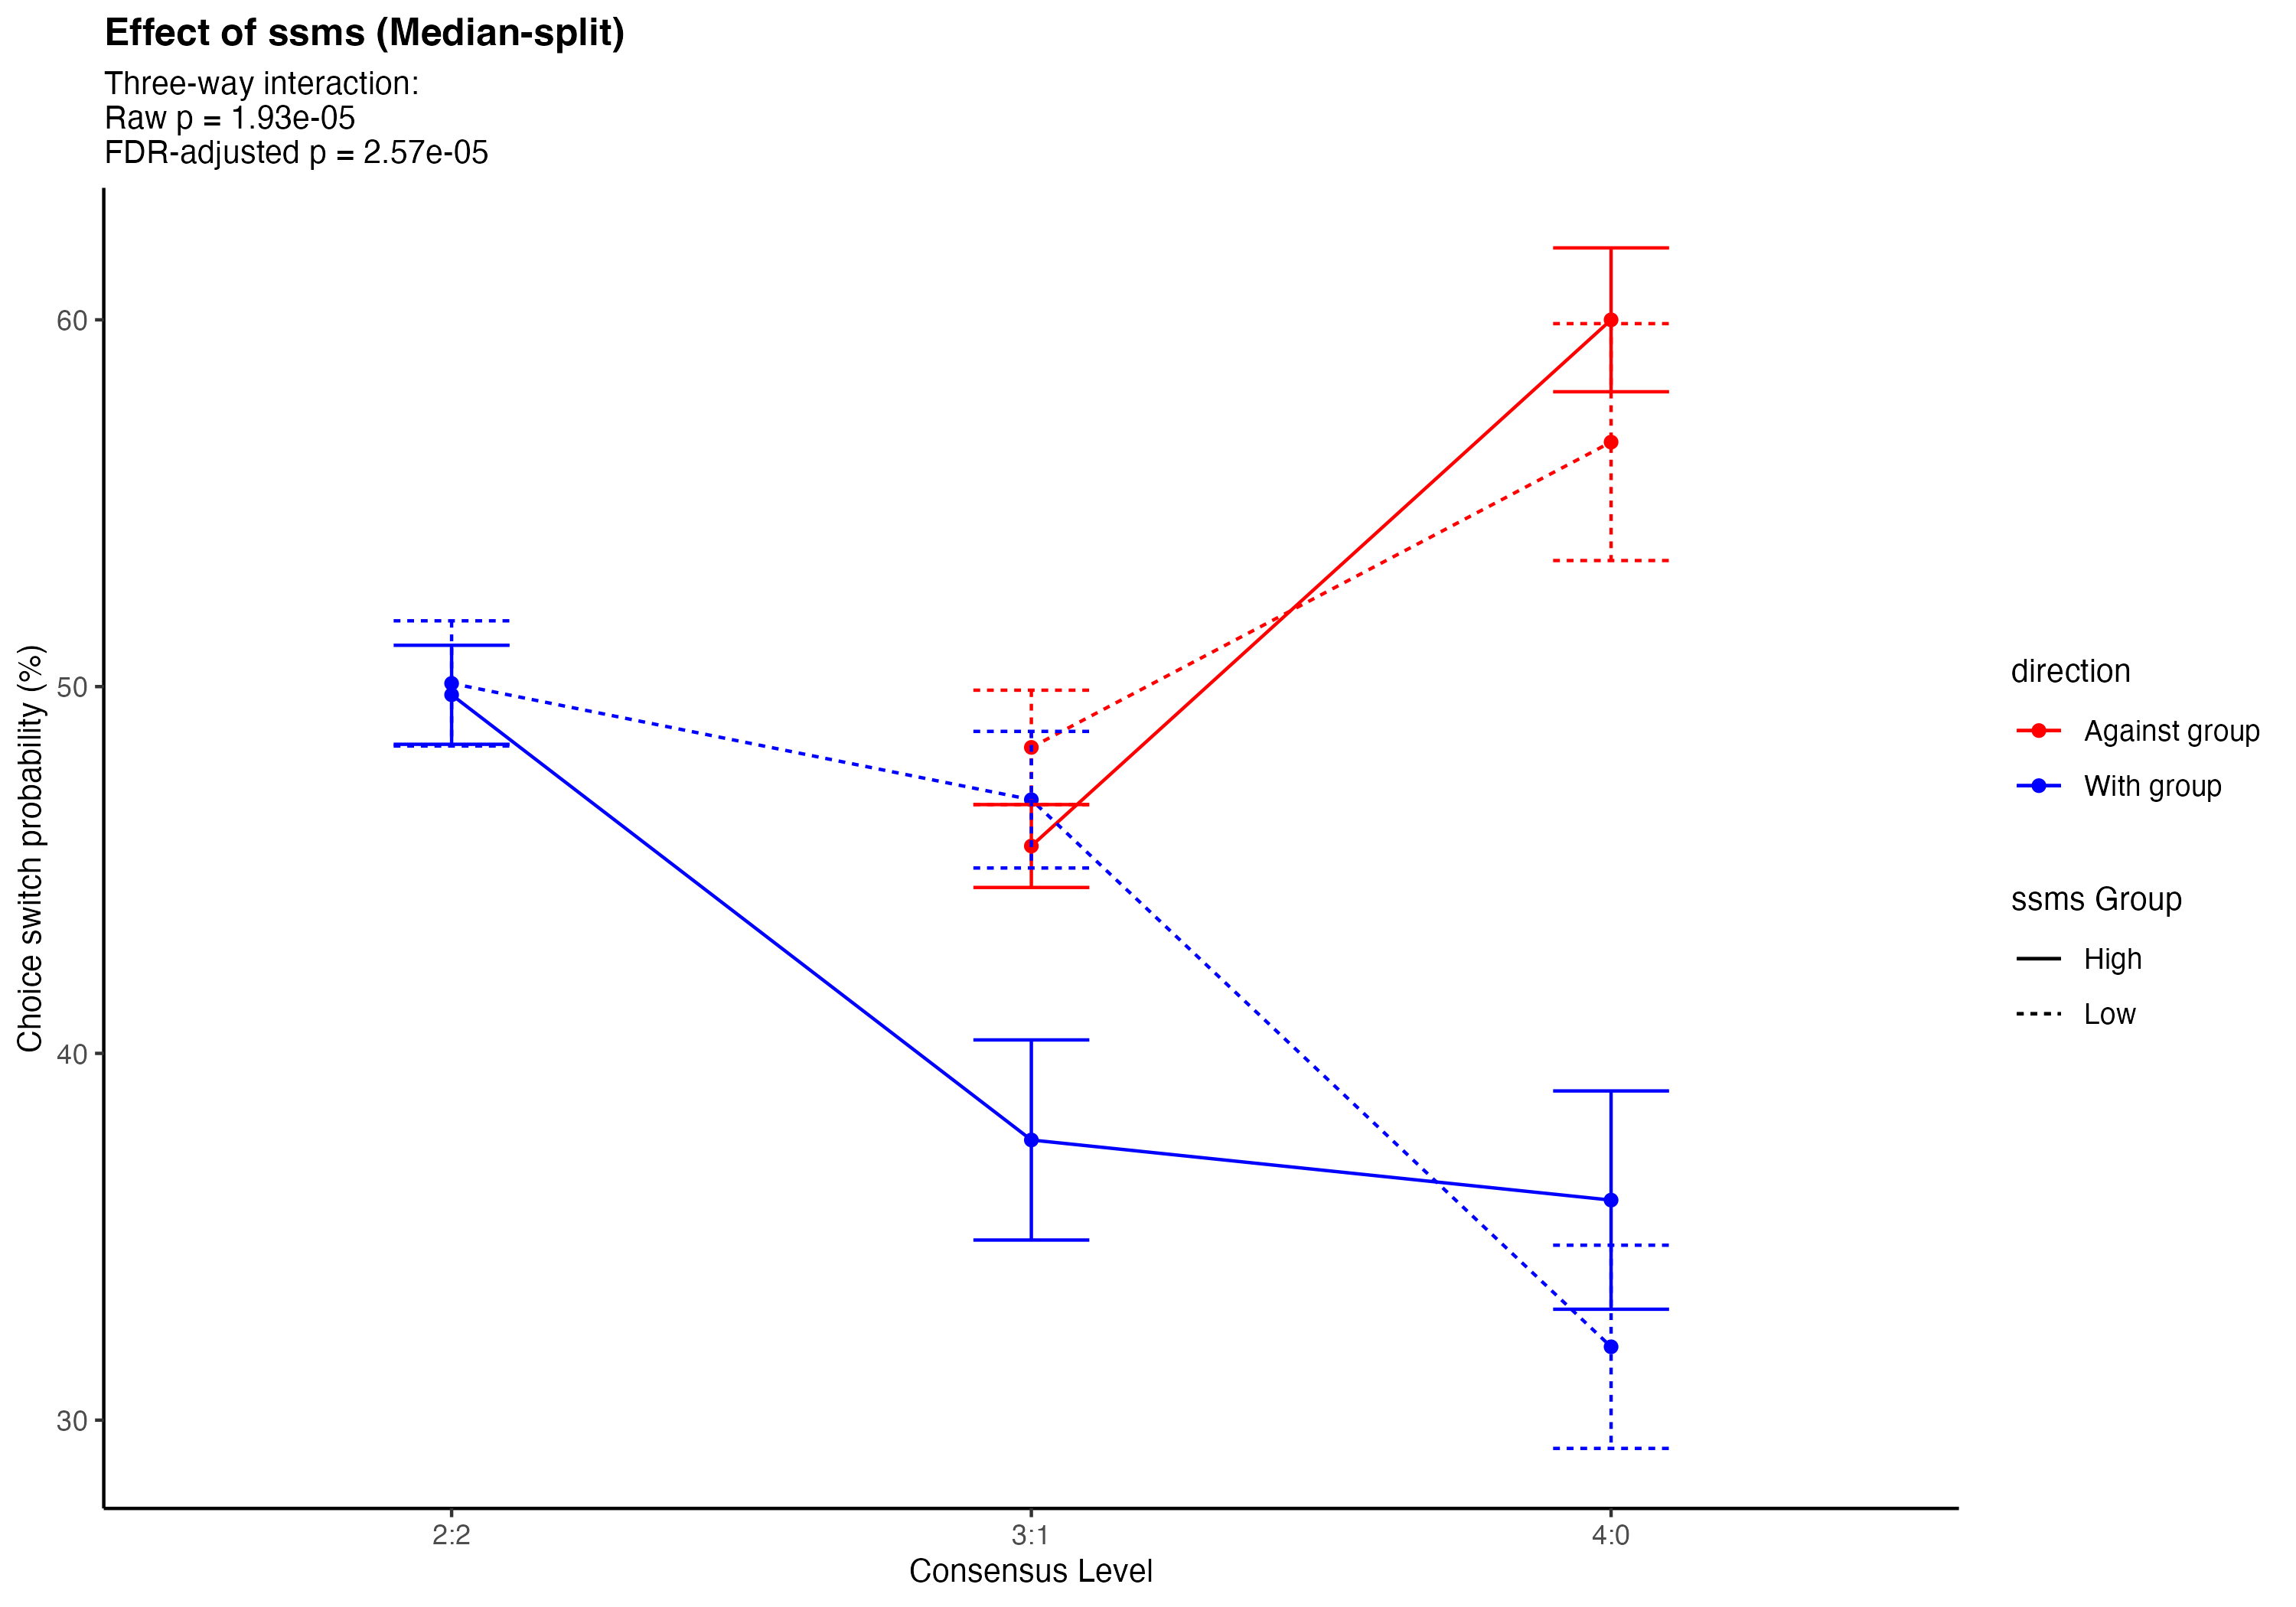 Effect of ssms (Median-split)
Three-way interaction:
Raw p = 1.93e-05
FDR-adjusted p = 2.57e-05
Choice switch probability (%)
60
50
40
30
2:2
3:1
4:0
Consensus Level
direction
Against group
With group
ssms Group
High
Low